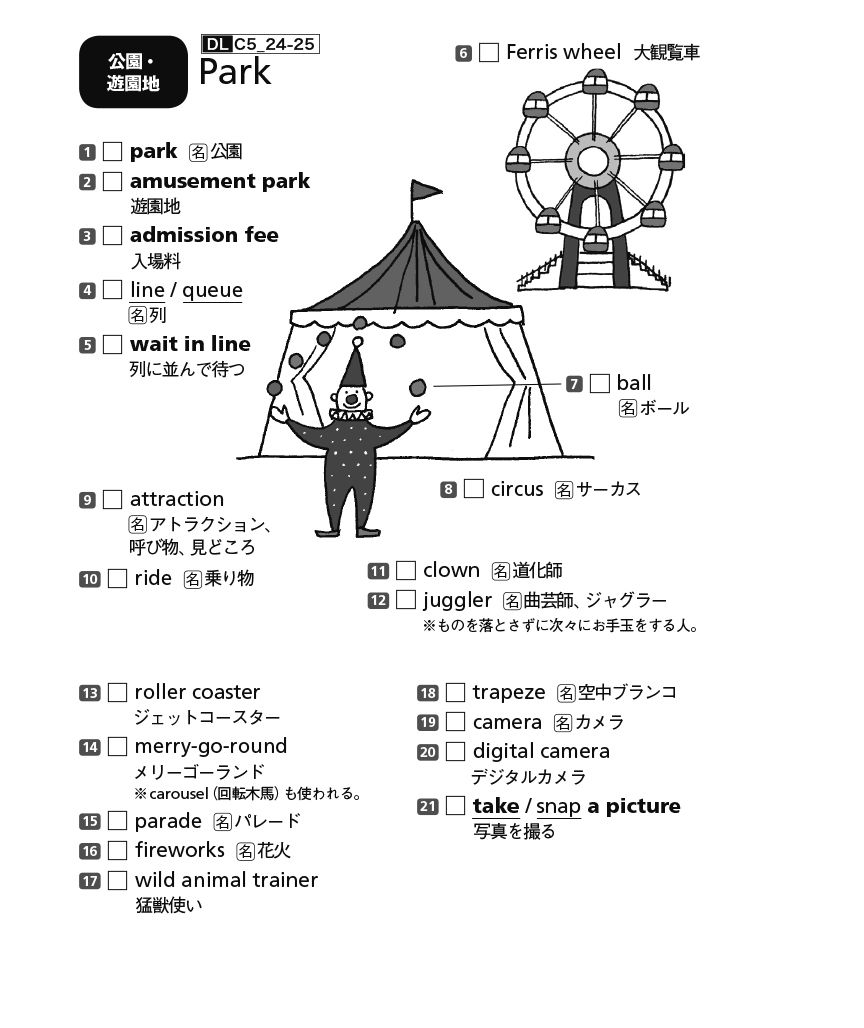 公園・
遊園地
DL C5_24-25
Park
1 park 名 公園
2 amusement park
遊園地
3 admission fee
入場料
4 line / queue
名 列
5 wait in line
列に並んで待つ
6 Ferris wheel 大観覧車
7 ball
名 ボール
8 circus 名 サーカス
9 attraction
名 アトラクション、
呼び物、見どころ
10 ride 名 乗り物
11 clown 名 道化師
12 juggler 名 曲芸師、ジャグラー
※ものを落とさずに次々にお手玉をする人。
13 roller coaster
ジェットコースター
14 merry-go-round
メリーゴーランド
※carousel（回転木馬）も使われる。
15 parade 名 パレード
16 fireworks 名 花火
17 wild animal trainer
猛獣使い
18 trapeze 名 空中ブランコ
19 camera 名 カメラ
20 digital camera
デジタルカメラ
21 take / snap a picture
写真を撮る